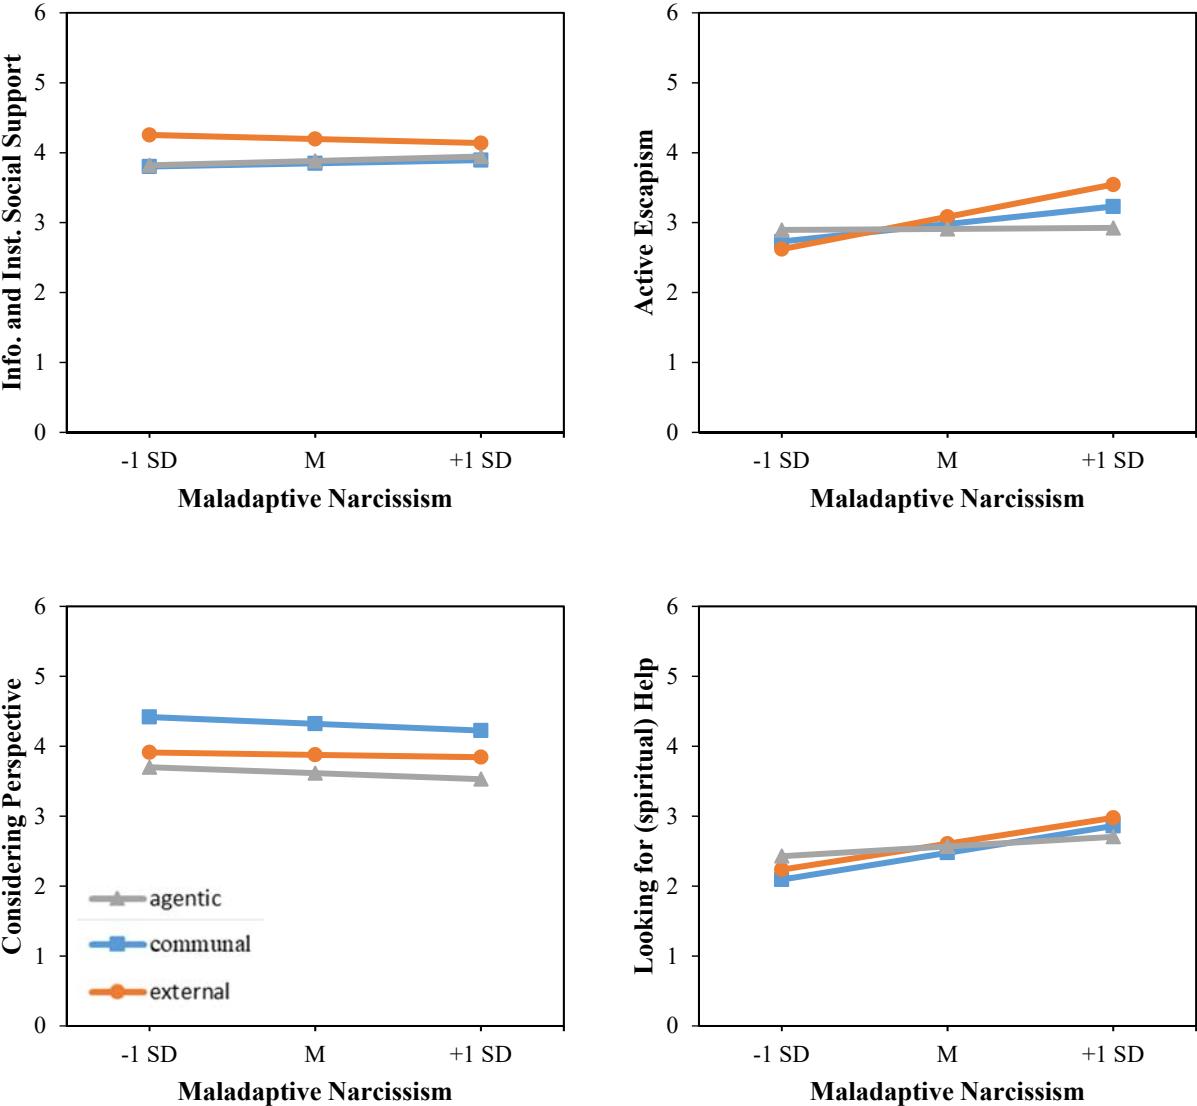 6
5
4
3
2
1
0
Info. and Inst. Social Support
-1 SD M +1 SD
Maladaptive Narcissism
6
5
4
3
2
1
0
Active Escapism
-1 SD M +1 SD
Maladaptive Narcissism
6
5
4
3
2
1
0
Considering Perspective
agentic
communal
external
-1 SD M +1 SD
Maladaptive Narcissism
6
5
4
3
2
1
0
Looking for (spiritual) Help
-1 SD M +1 SD
Maladaptive Narcissism